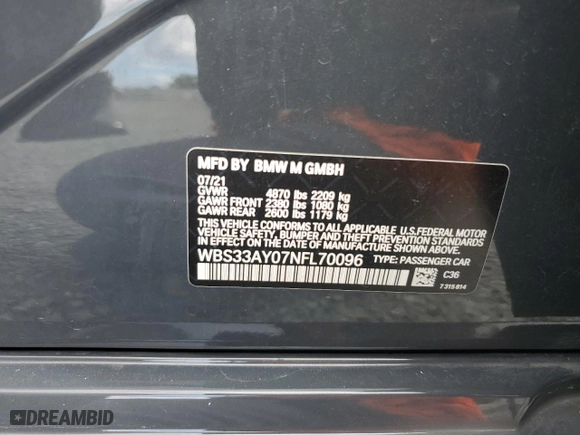 MFD BY BMW M GMBH
07/21
GVWR 4870 lbs 2209 kg
GAWR FRONT 2380 lbs 1080 kg
GAWR REAR 2600 lbs 1179 kg
THIS VEHICLE CONFORMS TO ALL APPLICABLE U.S.FEDERAL MOTOR
VEHICLE SAFETY, BUMPER, AND THEFT PREVENTION STANDARDS
IN EFFECT ON THE DATE OF MANUFACTURE SHOWN ABOVE.
WBS33AY07NFL70096 TYPE: PASSENGER CAR
C36
7 315 814
DREAMBID